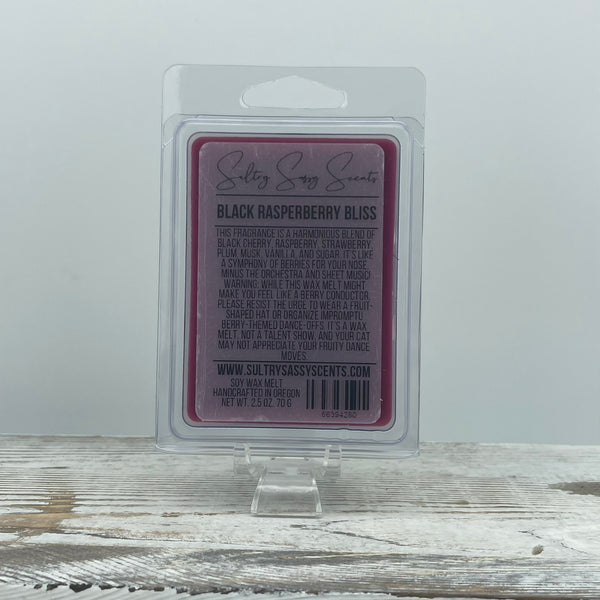 Sultry Sassy Scents
BLACK RASPERBERRY BLISS
THIS FRAGRANCE IS A HARMONIOUS BLEND OF
BLACK CHERRY, RASPBERRY, STRAWBERRY,
PLUM, MUSK, VANILLA, AND SUGAR. IT'S LIKE
A SYMPHONY OF BERRIES FOR YOUR NOSE,
MINUS THE ORCHESTRA AND SHEET MUSIC!
WARNING: WHILE THIS WAX MELT MIGHT
MAKE YOU FEEL LIKE A BERRY CONDUCTOR,
PLEASE RESIST THE URGE TO WEAR A FRUIT-
SHAPED HAT OR ORGANIZE IMPROMPTU
BERRY-THEMED DANCE-OFFS. IT'S A WAX
MELT, NOT A TALENT SHOW, AND YOUR CAT
MAY NOT APPRECIATE YOUR FRUITY DANCE
MOVES.
WWW.SULTRYSASSYSCENTS.COM
SOY WAX MELT
HANDCRAFTED IN OREGON
NET WT. 2.5 OZ. 70 G
66394280